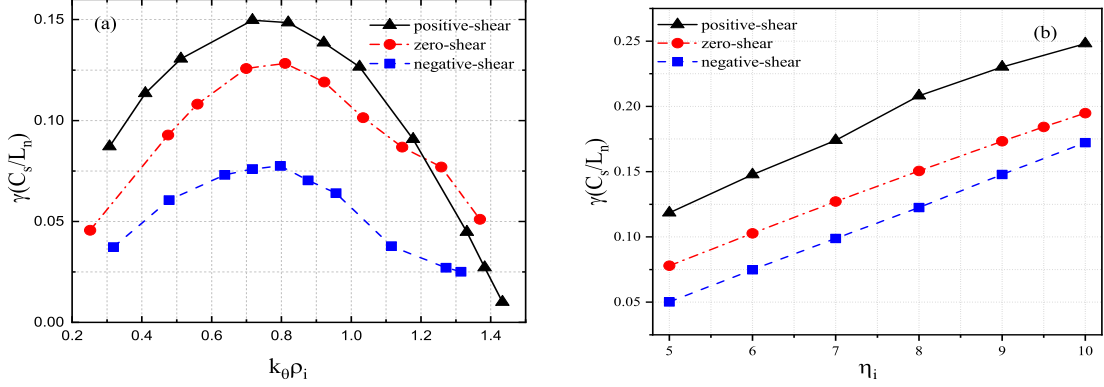 (a)
positive-shear
zero-shear
negative-shear
γ(Cs/Ln)
0.15
0.10
0.05
0.00
0.2 0.4 0.6 0.8 1.0 1.2 1.4
kθρi
(b)
positive-shear
zero-shear
negative-shear
γ(Cs/Ln)
0.25
0.20
0.15
0.10
0.05
5 6 7 8 9 10
ηi